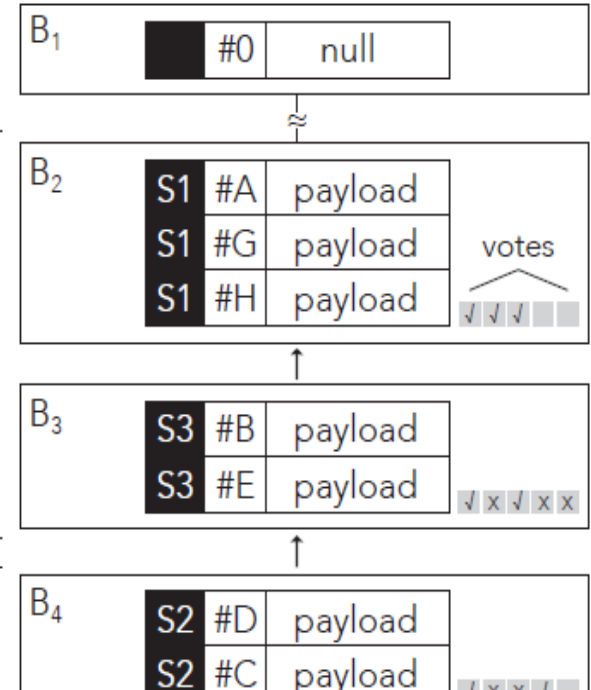 B₁
#0 null
≈
B₂
S1 #A payload
S1 #G payload
S1 #H payload
votes
√ √ √
↑
B₃
S3 #B payload
S3 #E payload
√ x √ x x
↑
B₄
S2 #D payload
S2 #C payload
√ x x √